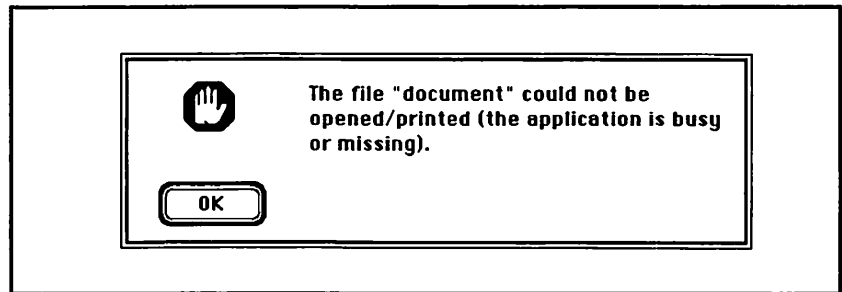 The file "document" could not be
opened/printed (the application is busy
or missing).
OK